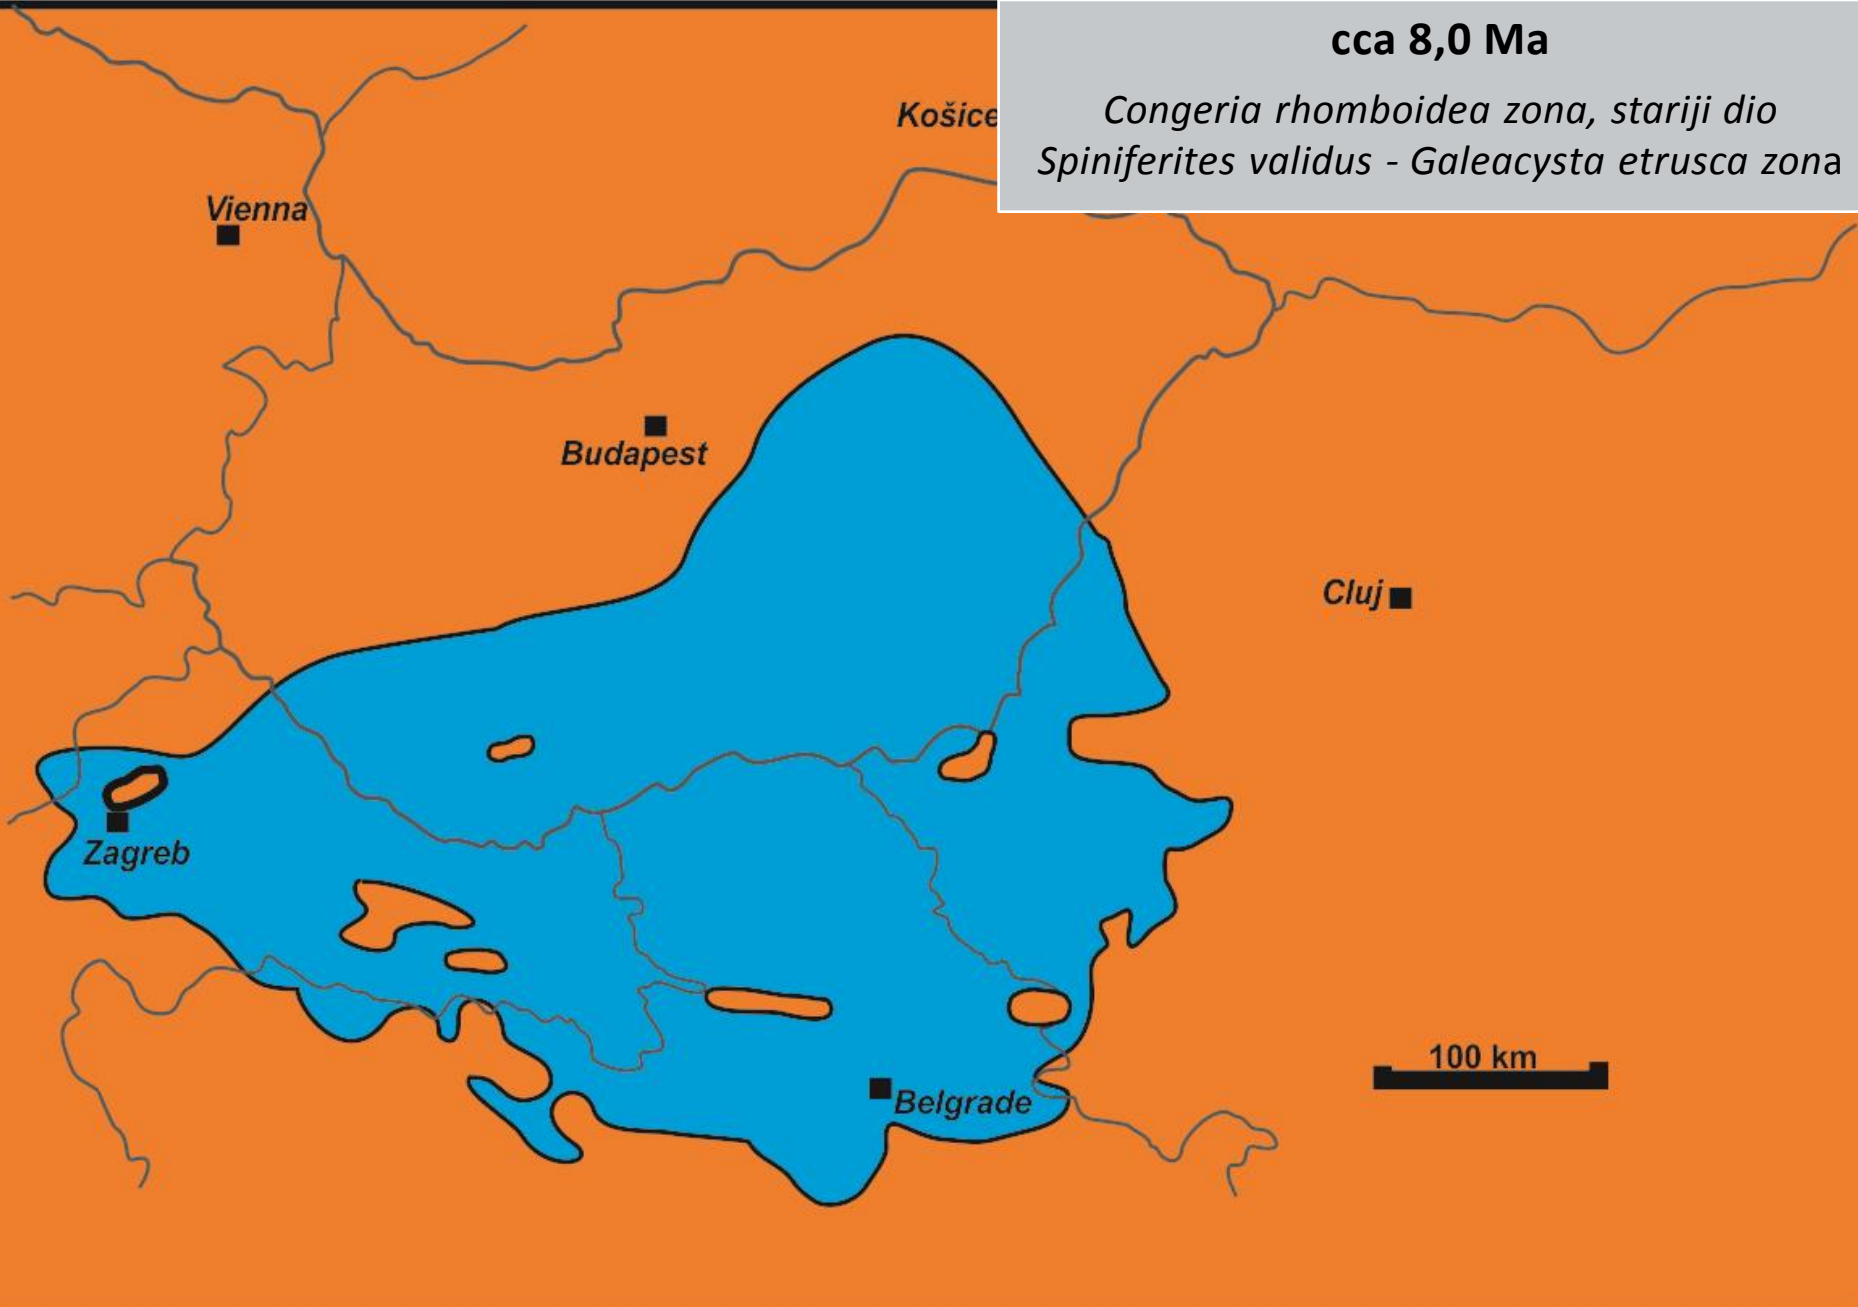 cca 8,0 Ma
Congeria rhomboidea zona, stariji dio
Spiniferites validus - Galeacysta etrusca zona
Košice
Vienna
Budapest
Cluj
Zagreb
100 km
Belgrade